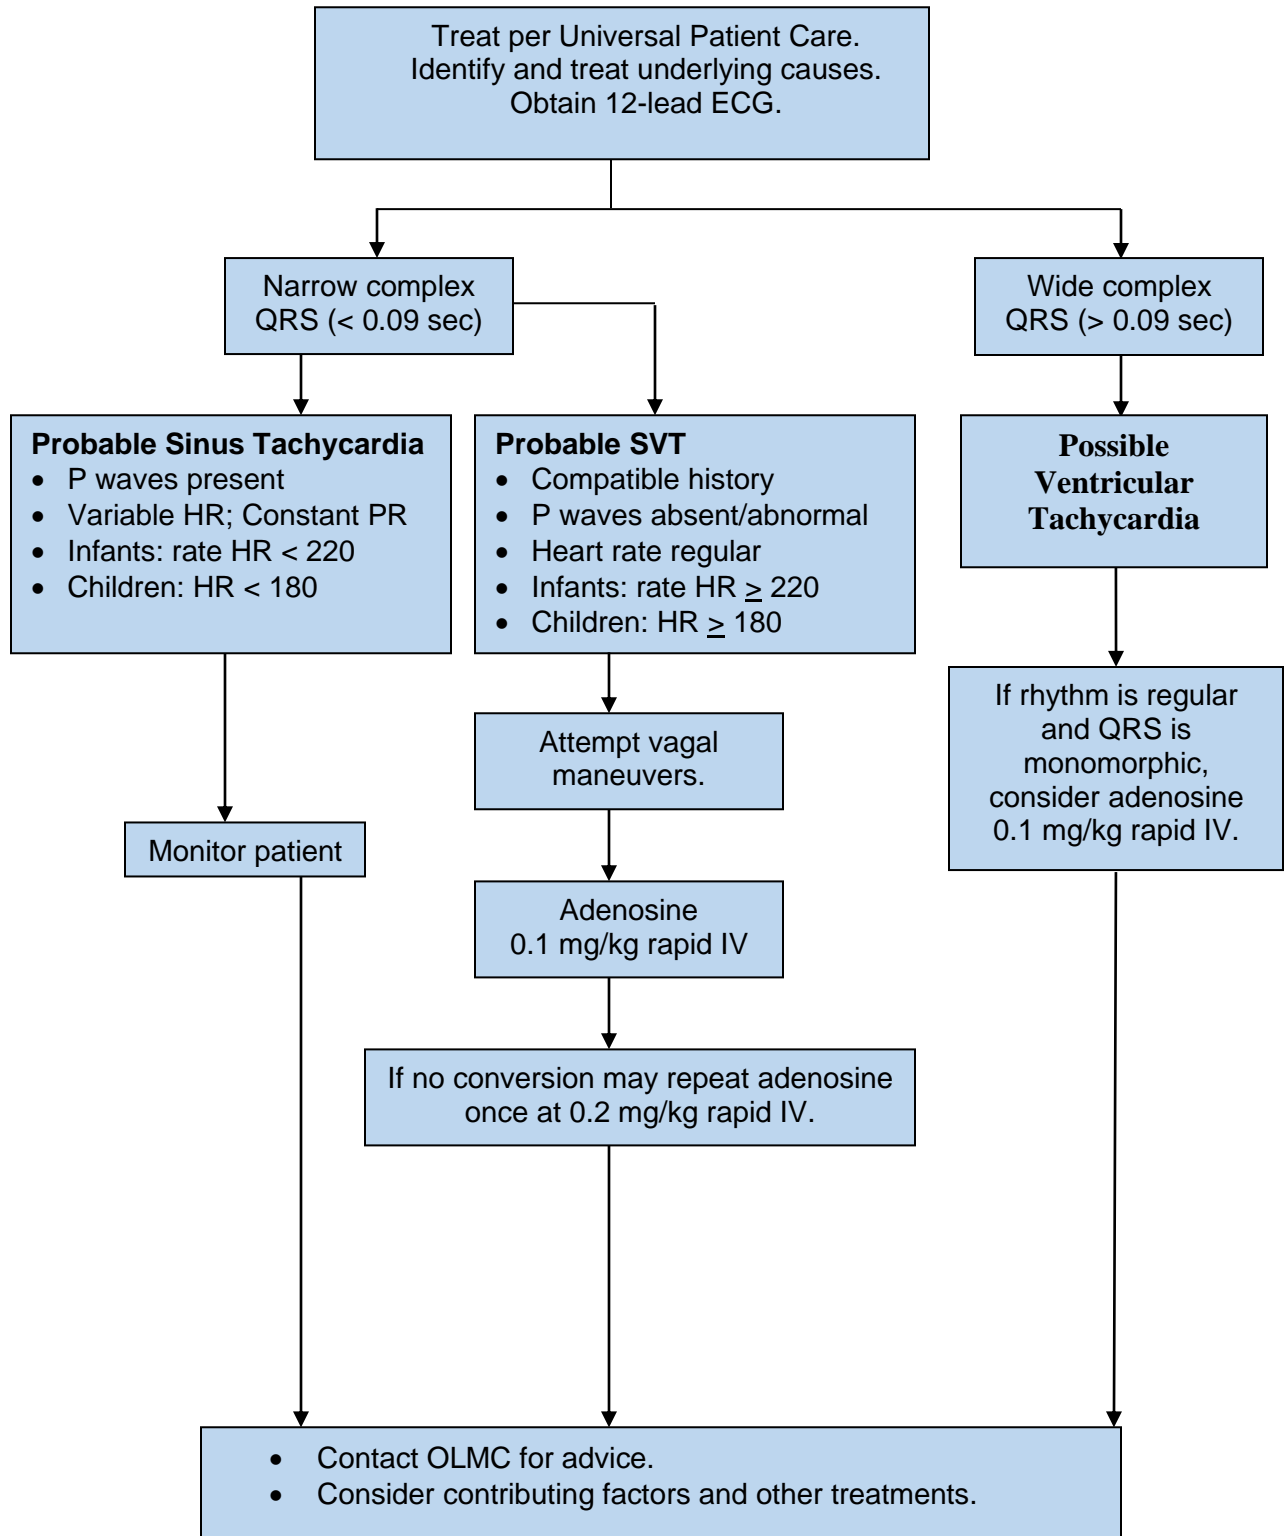 Treat per Universal Patient Care.
Identify and treat underlying causes.
Obtain 12-lead ECG.
Narrow complex
QRS (< 0.09 sec)
Wide complex
QRS (> 0.09 sec)
Probable Sinus Tachycardia
• P waves present
• Variable HR; Constant PR
• Infants: rate HR < 220
• Children: HR < 180
Probable SVT
• Compatible history
• P waves absent/abnormal
• Heart rate regular
• Infants: rate HR ≥ 220
• Children: HR ≥ 180
Possible
Ventricular
Tachycardia
If rhythm is regular
and QRS is
monomorphic,
consider adenosine
0.1 mg/kg rapid IV.
Attempt vagal
maneuvers.
Monitor patient
Adenosine
0.1 mg/kg rapid IV
If no conversion may repeat adenosine
once at 0.2 mg/kg rapid IV.
• Contact OLMC for advice.
• Consider contributing factors and other treatments.